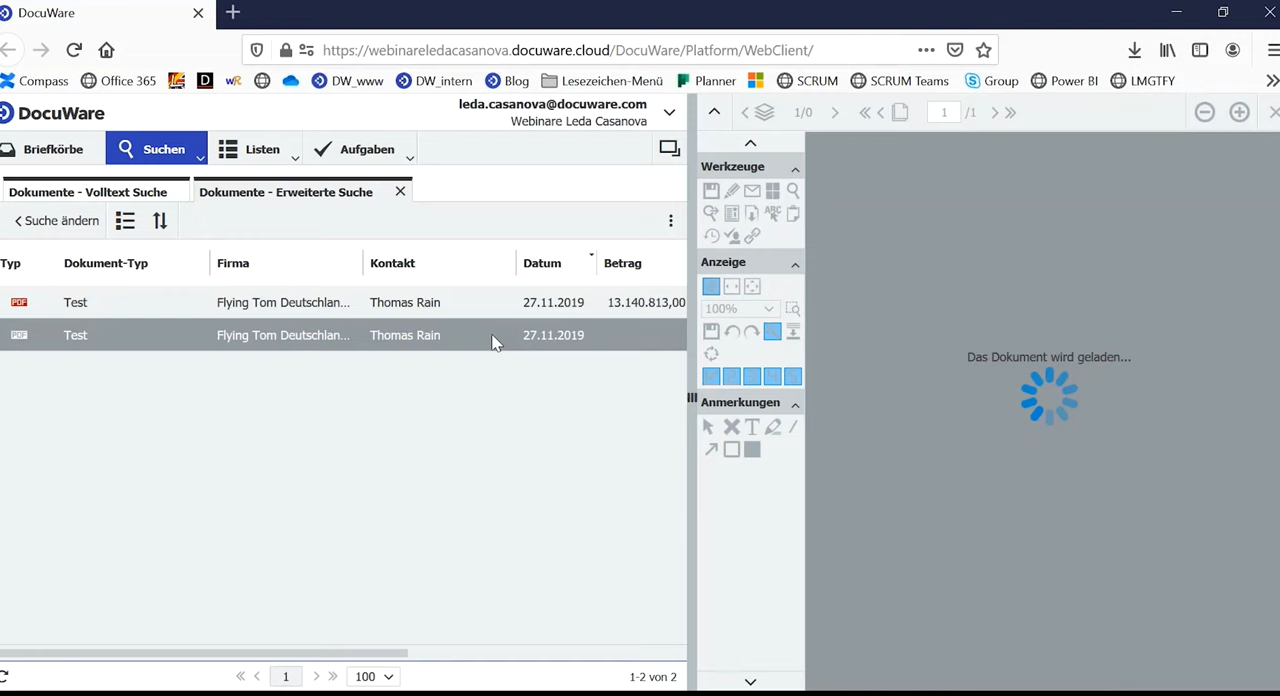 DocuWare
https://webinareledacasanova.docuware.cloud/DocuWare/Platform/WebClient/
Compass Office 365 D wR DW_www DW_intern Blog Lesezeichen-Menü Planner SCRUM SCRUM Teams Group Power BI LMGTFY
DocuWare
leda.casanova@docuware.com
Webinare Leda Casanova
Briefkörbe Suchen Listen Aufgaben
Dokumente - Volltext Suche Dokumente - Erweiterte Suche
Suche ändern
Typ Dokument-Typ Firma Kontakt Datum Betrag
PDF Test Flying Tom Deutschlan... Thomas Rain 27.11.2019 13.140.813,00
PDF Test Flying Tom Deutschlan... Thomas Rain 27.11.2019
1 100 1-2 von 2
1/0 1 /1
Werkzeuge
ABC
Anzeige
100%
Anmerkungen
T
Das Dokument wird geladen...